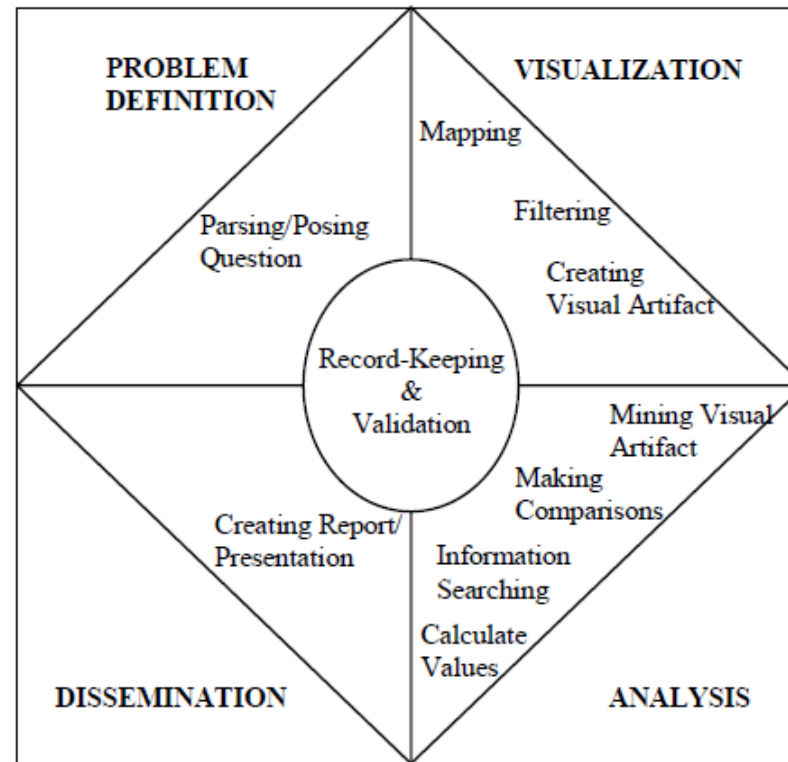 PROBLEM
DEFINITION
VISUALIZATION
Mapping
Parsing/Posing
Question
Filtering
Creating
Visual Artifact
Record-Keeping
&
Validation
Mining Visual
Artifact
Making
Comparisons
Creating Report/
Presentation
Information
Searching
Calculate
Values
DISSEMINATION
ANALYSIS